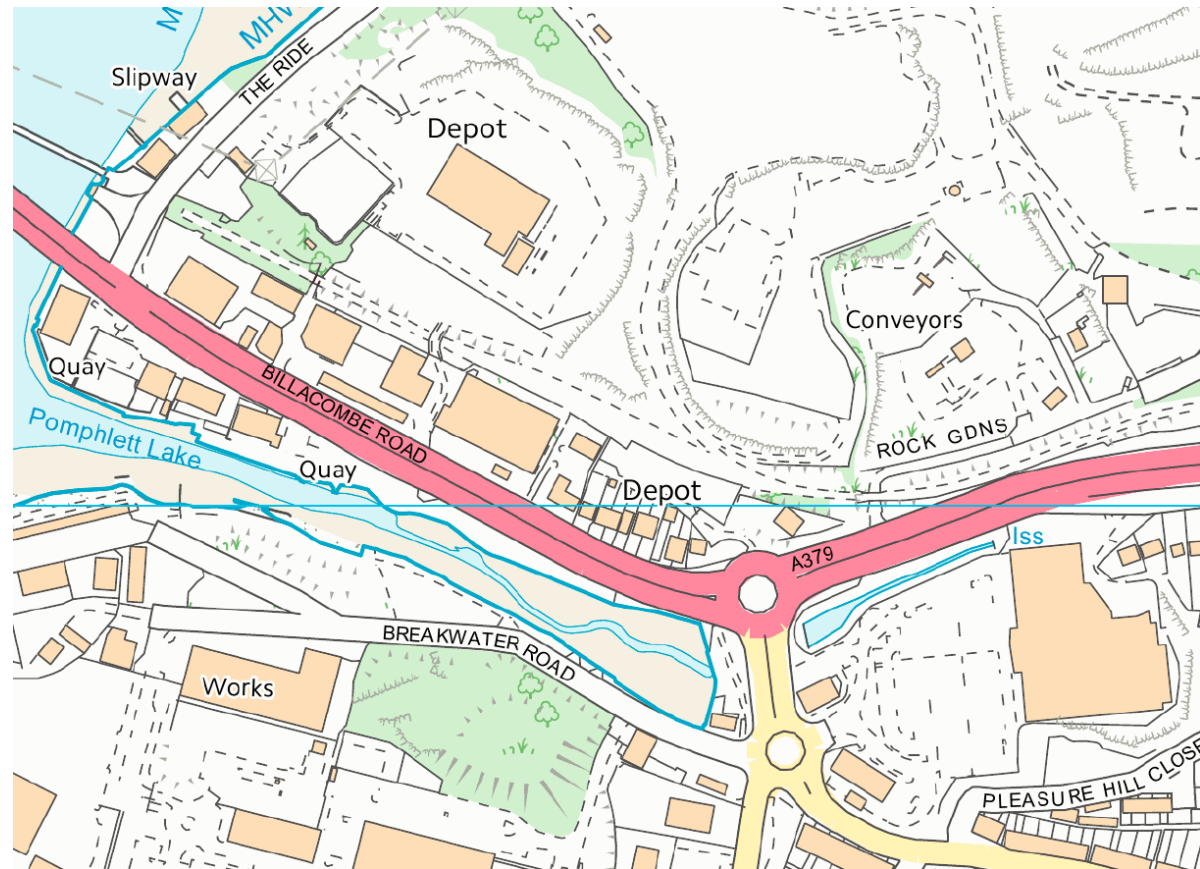 MHW
Slipway
THE RIDE
Depot
Conveyors
Quay
BILLACOMBE ROAD
Pomphlett Lake
Quay
ROCK GDNS
Depot
Iss
A379
BREAKWATER ROAD
Works
PLEASURE HILL CLOSE